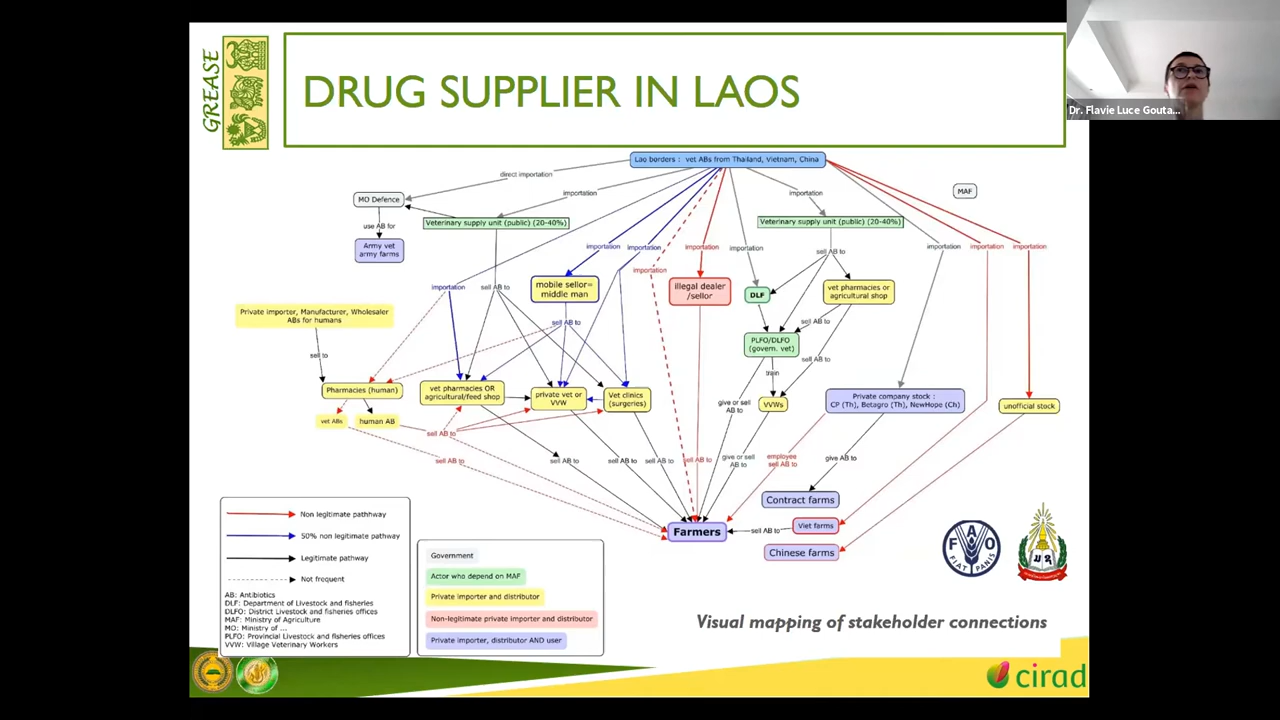 GREASE
DRUG SUPPLIER IN LAOS
Dr. Flavie Luce Gouta...
Lao borders : vet ABs from Thailand, Vietnam, China
direct importation
MAF
MO Defence
importation
importation
Veterinary supply unit (public) (20-40%)
Veterinary supply unit (public) (20-40%)
use AB for
Army vet
army farms
importation
importation
importation
importation
importation
importation
importation
sell AB to
importation
mobile sellor=
middle man
illegal dealer
/sellor
DLF
vet pharmacies or
agricultural shop
importation
sell AB to
Private importer, Manufacturer, Wholesaler
ABs for humans
sell AB to
sell AB to
PLFO/DLFO
(govern. vet)
sell to
sell AB to
train
Pharmacies (human)
vet pharmacies OR
agricultural/feed shop
private vet or
VVW
Vet clinics
(surgeries)
VVWs
Private company stock :
CP (Th), Betagro (Th), NewHope (Ch)
unofficial stock
give or sell
AB to
vet ABs
human AB
sell AB to
sell AB to
sell AB to
sell AB to
sell AB to
sell AB to
give or sell
AB to
employee
sell AB to
give AB to
Contract farms
Farmers
sell AB to
Viet farms
Chinese farms
Non legitimate pathhway
50% non legitimate pathway
Legitimate pathway
Not frequent
AB: Antibiotics
DLF: Department of Livestock and fisheries
DLFO: District Livestock and fisheries offices
MAF: Ministry of Agriculture
MO: Ministry of ...
PLFO: Provincial Livestock and fisheries offices
VVW: Village Veterinary Workers
Government
Actor who depend on MAF
Private importer and distributor
Non-legitimate private importer and distributor
Private importer, distributor AND user
F A O
FIAT PANIS
Visual mapping of stakeholder connections
cirad